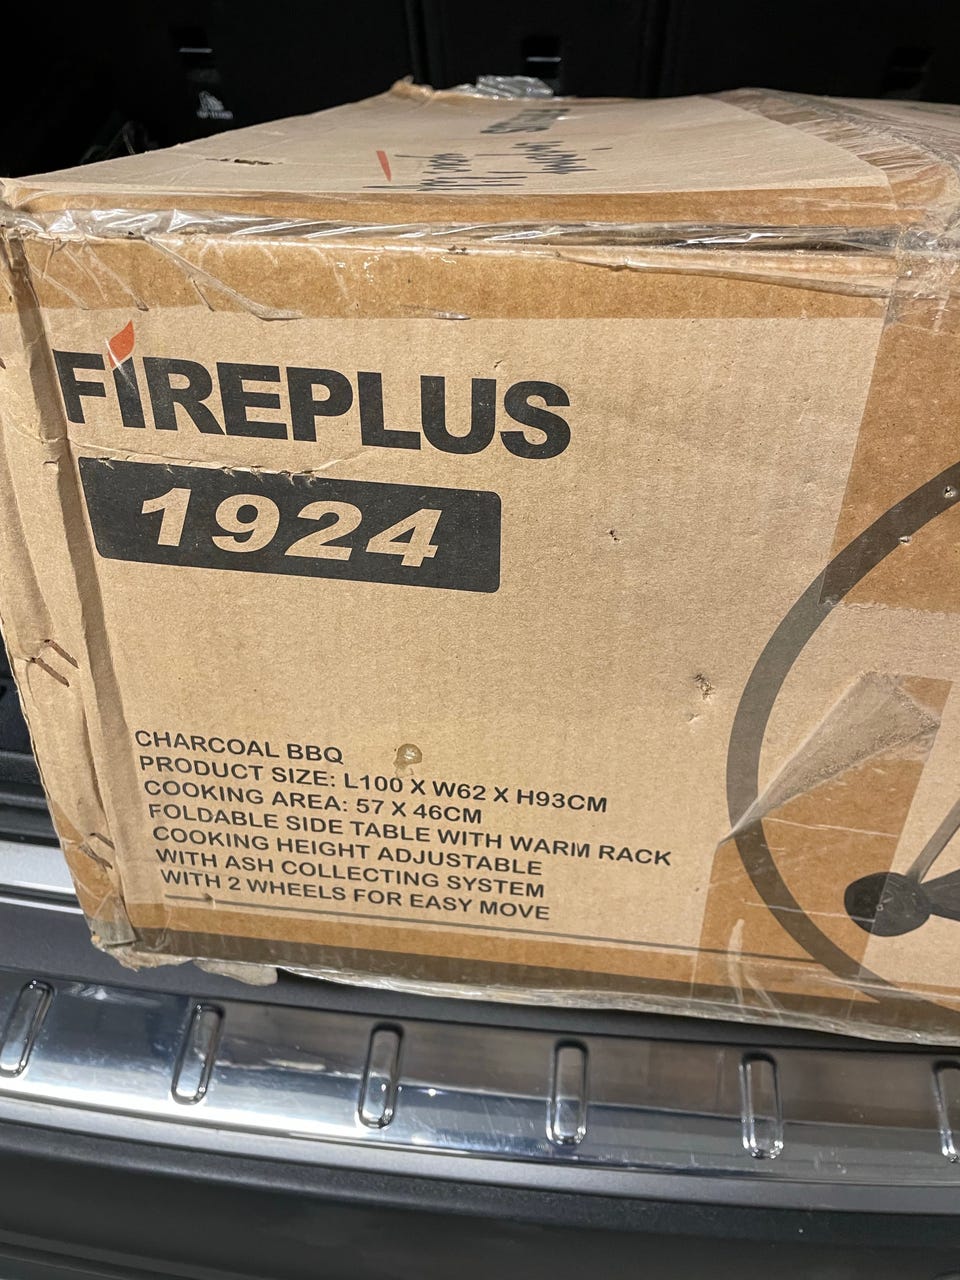 FIREPLUS
1924
CHARCOAL BBQ
PRODUCT SIZE: L100 X W62 X H93CM
COOKING AREA: 57 X 46CM
FOLDABLE SIDE TABLE WITH WARM RACK
COOKING HEIGHT ADJUSTABLE
WITH ASH COLLECTING SYSTEM
WITH 2 WHEELS FOR EASY MOVE